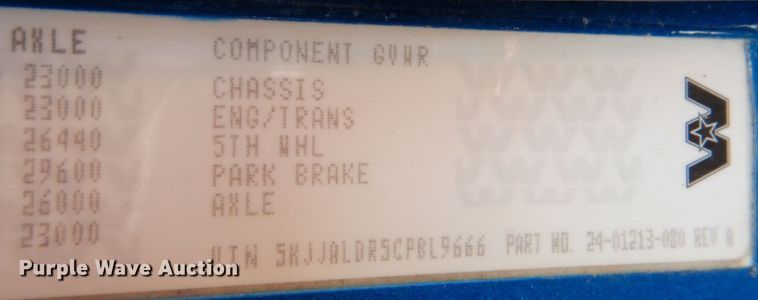 AXLE COMPONENT GVWR
23000 CHASSIS
23000 ENG/TRANS
26440 5TH WHL
29600 PARK BRAKE
26000 AXLE
23000
VIN 5KJJALDR5CPBL9666 PART NO. 24-01213-080 REV A
Purple Wave Auction